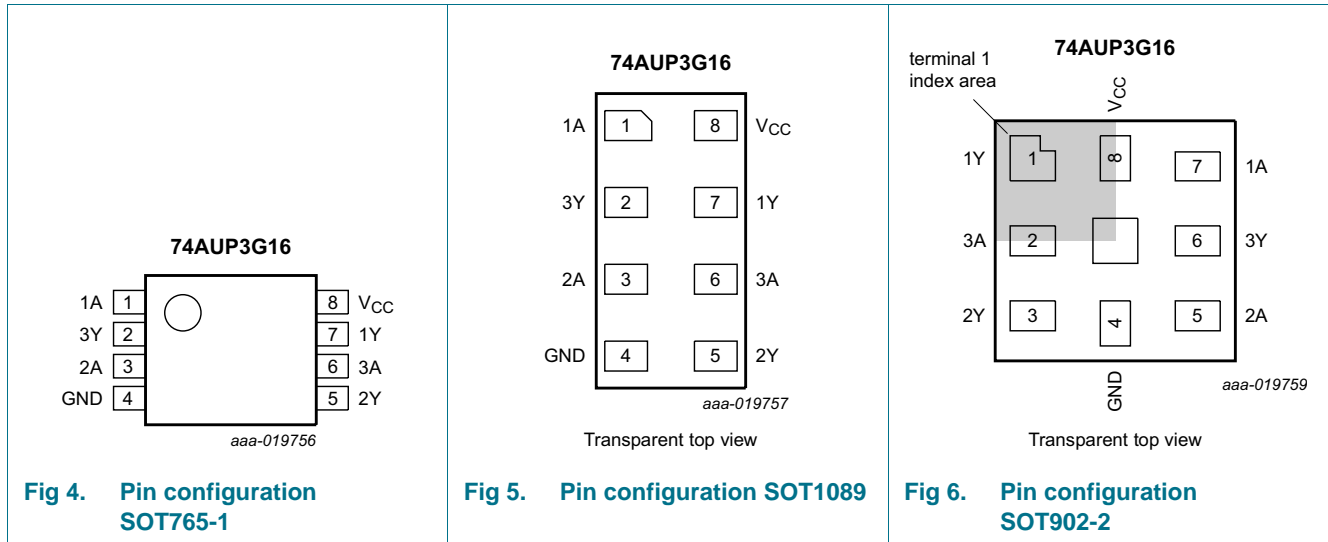 74AUP3G16
1A 1 8 VCC
3Y 2 7 1Y
2A 3 6 3A
GND 4 5 2Y
aaa-019756
Fig 4. Pin configuration
SOT765-1
74AUP3G16
1A 1 8 VCC
3Y 2 7 1Y
2A 3 6 3A
GND 4 5 2Y
aaa-019757
Transparent top view
Fig 5. Pin configuration SOT1089
74AUP3G16
terminal 1
index area
VCC
1Y 1 8 7 1A
3A 2 6 3Y
2Y 3 4 5 2A
GND
aaa-019759
Transparent top view
Fig 6. Pin configuration
SOT902-2